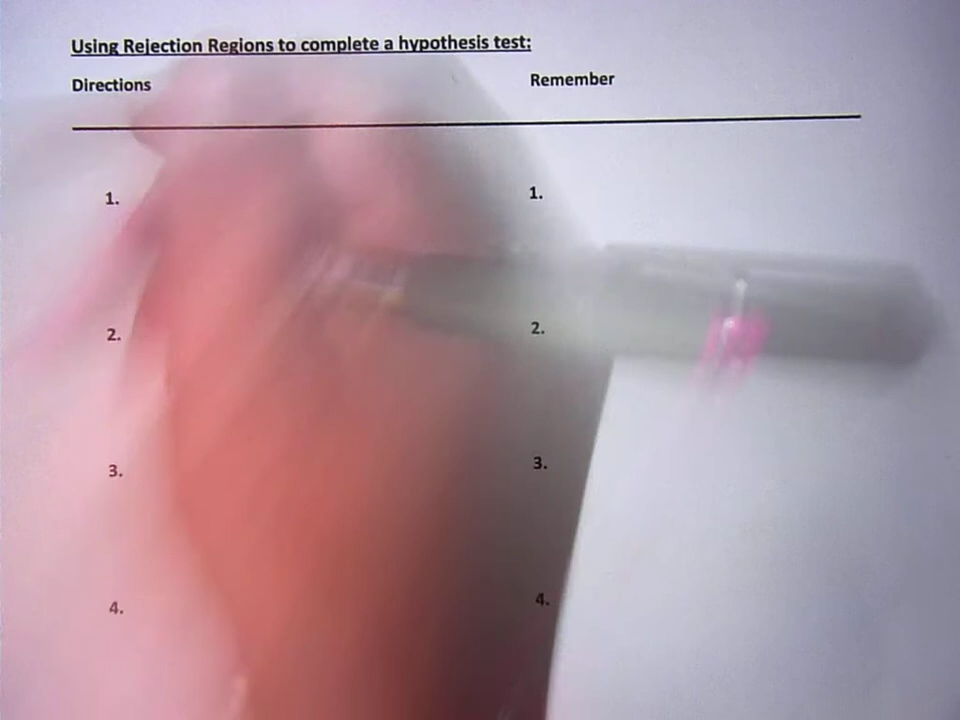 Using Rejection Regions to complete a hypothesis test:
Directions Remember
1. 1.
2. 2.
3. 3.
4. 4.